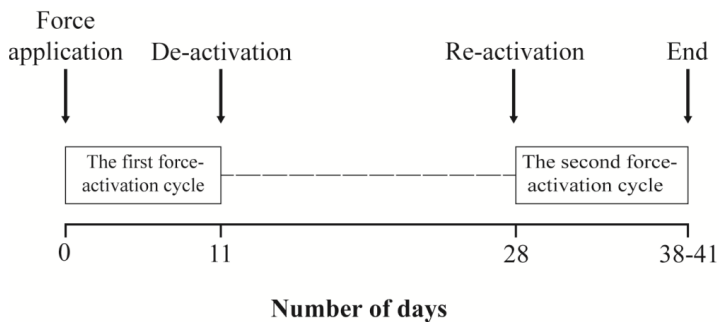 Force
application
De-activation
Re-activation
End
The first force-
activation cycle
The second force-
activation cycle
0
11
28
38-41
Number of days